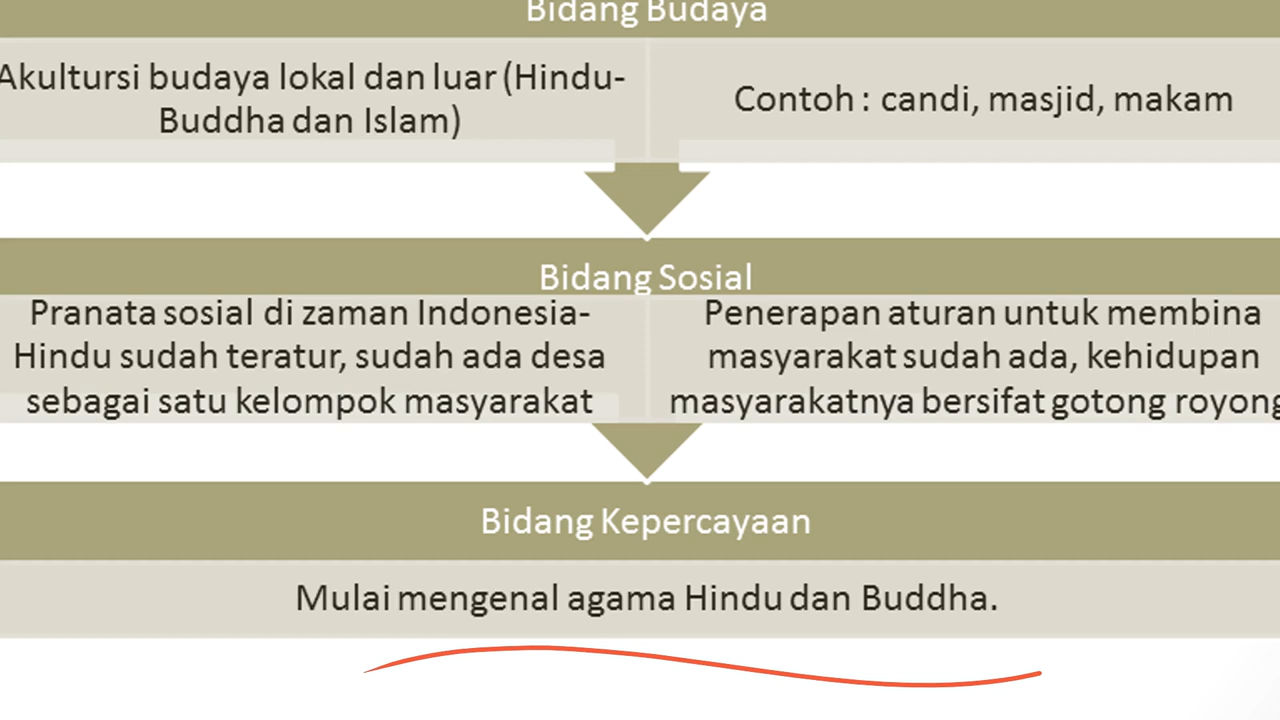 Bidang Budaya
Akultursi budaya lokal dan luar (Hindu-
Buddha dan Islam)
Contoh : candi, masjid, makam
Bidang Sosial
Pranata sosial di zaman Indonesia-
Hindu sudah teratur, sudah ada desa
sebagai satu kelompok masyarakat
Penerapan aturan untuk membina
masyarakat sudah ada, kehidupan
masyarakatnya bersifat gotong royong
Bidang Kepercayaan
Mulai mengenal agama Hindu dan Buddha.